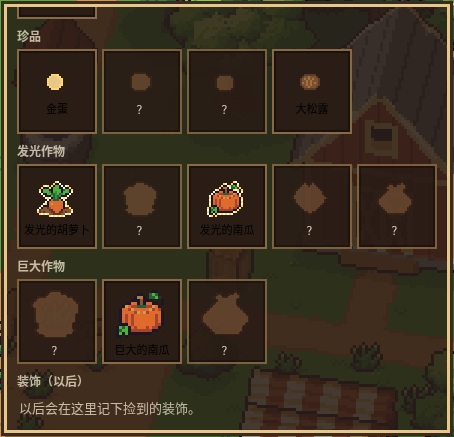 珍品
金蛋 ? ? 大松露
发光作物
发光的胡萝卜 ? 发光的南瓜 ? ?
巨大作物
? 巨大的南瓜 ?
装饰（以后）
以后会在这里记下捡到的装饰。